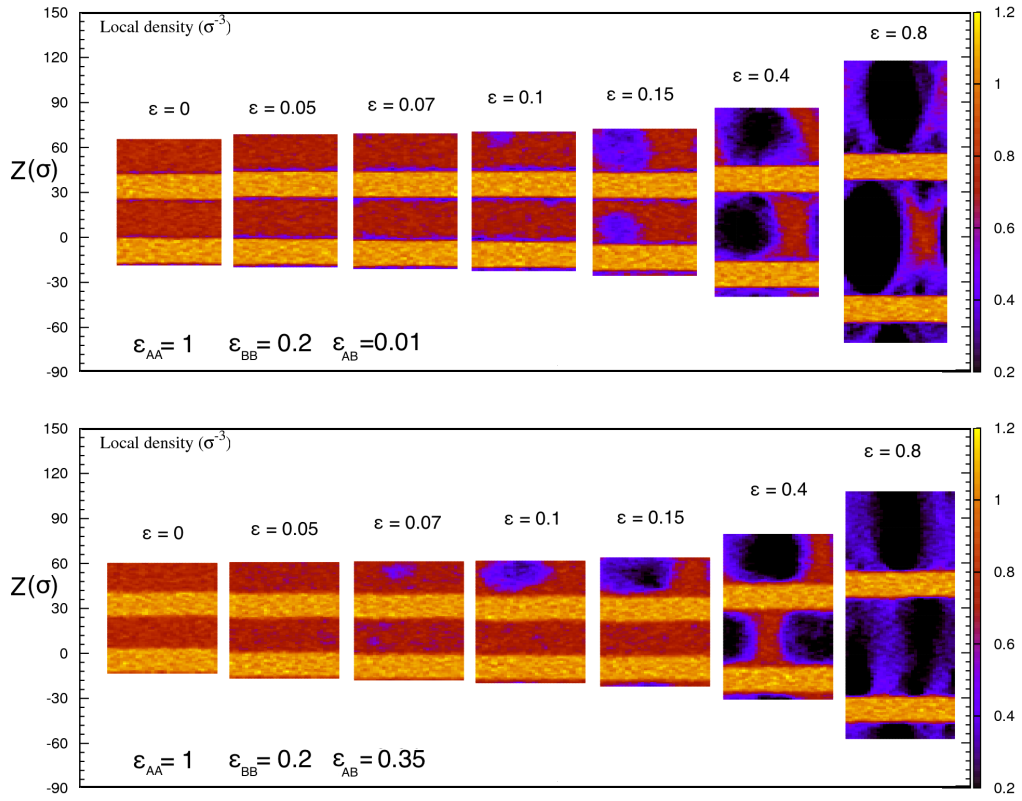 150
120
90
60
30
0
-30
-60
-90
Z(σ)
Local density (σ-3)
ε = 0
ε = 0.05
ε = 0.07
ε = 0.1
ε = 0.15
ε = 0.4
ε = 0.8
εAA= 1 εBB= 0.2 εAB=0.01
1.2
1
0.8
0.6
0.4
0.2
150
120
90
60
30
0
-30
-60
-90
Z(σ)
Local density (σ-3)
ε = 0
ε = 0.05
ε = 0.07
ε = 0.1
ε = 0.15
ε = 0.4
ε = 0.8
εAA= 1 εBB= 0.2 εAB= 0.35
1.2
1
0.8
0.6
0.4
0.2